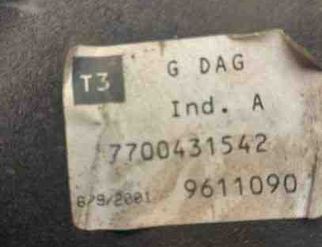 T3 G DAG
Ind. A
7700431542
6/9/2001 9611090